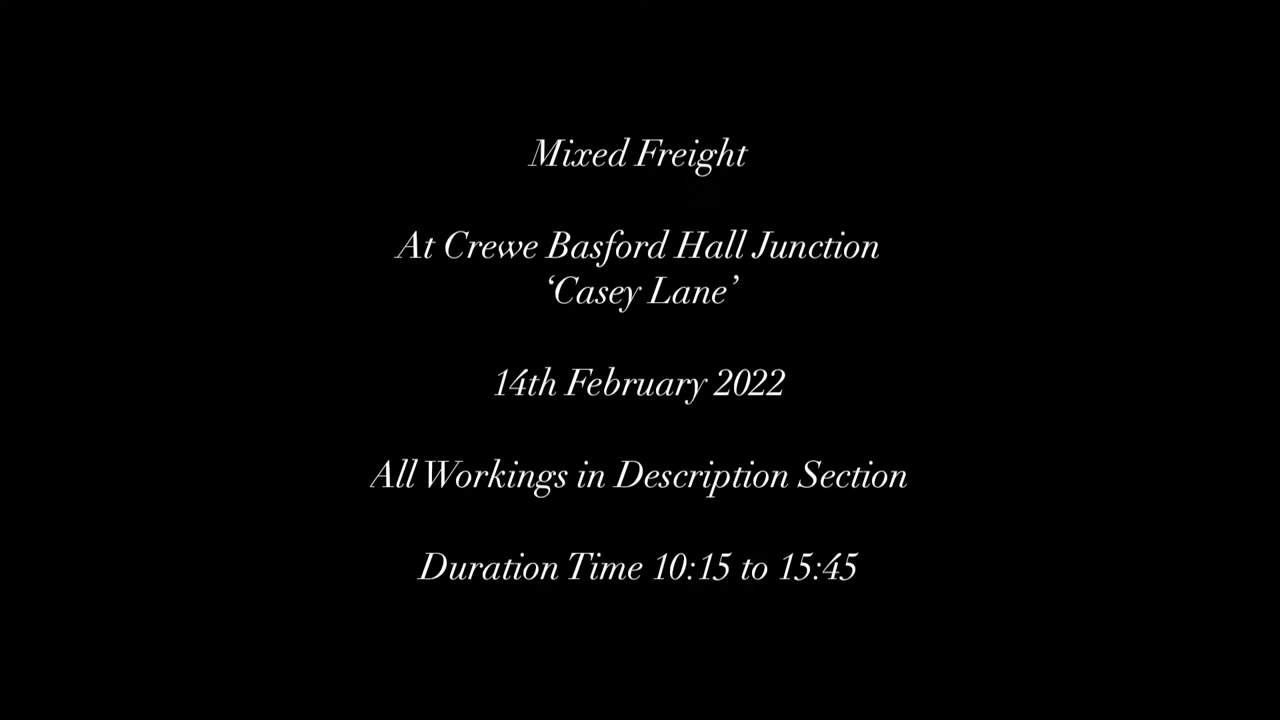 Mixed Freight
At Crewe Basford Hall Junction
‘Casey Lane’
14th February 2022
All Workings in Description Section
Duration Time 10:15 to 15:45